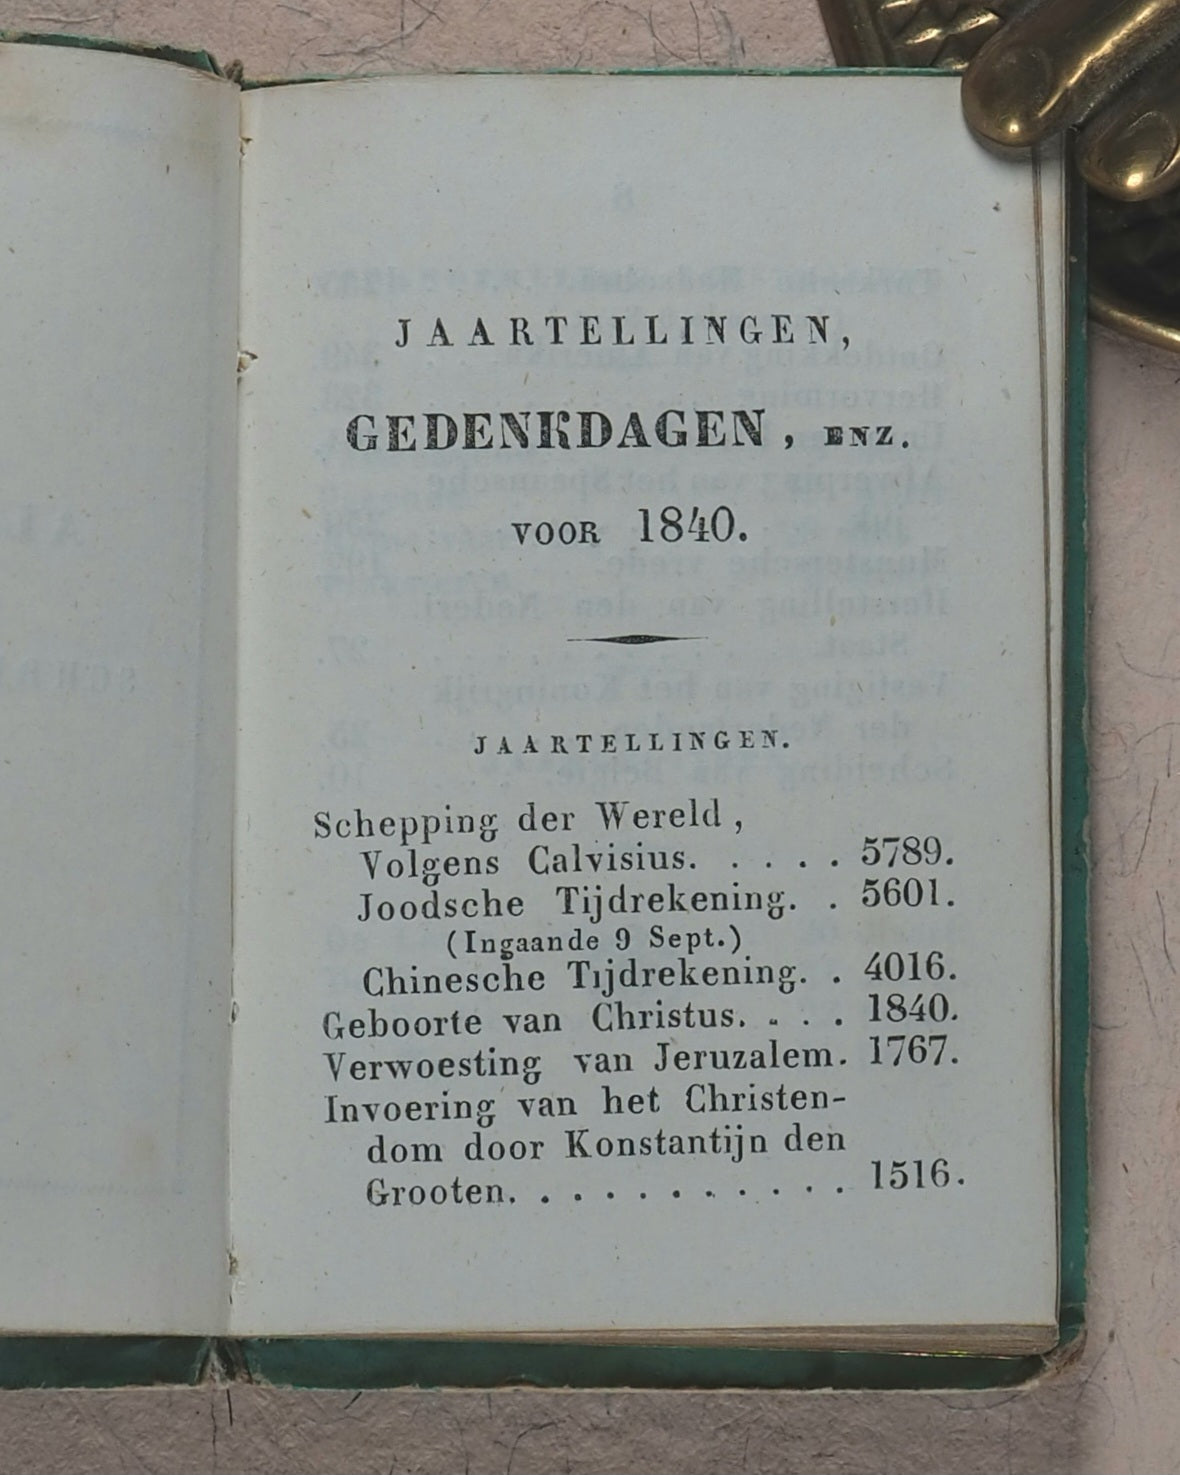 JAARTELLINGEN,
GEDENKDAGEN, ENZ.
VOOR 1840.
JAARTELLINGEN.
Schepping der Wereld,
Volgens Calvisius. . . . . 5789.
Joodsche Tijdrekening. . 5601.
(Ingaande 9 Sept.)
Chinesche Tijdrekening. . 4016.
Geboorte van Christus. . . . 1840.
Verwoesting van Jeruzalem. 1767.
Invoering van het Christen-
dom door Konstantijn den
Grooten. . . . . . . . . . . 1516.